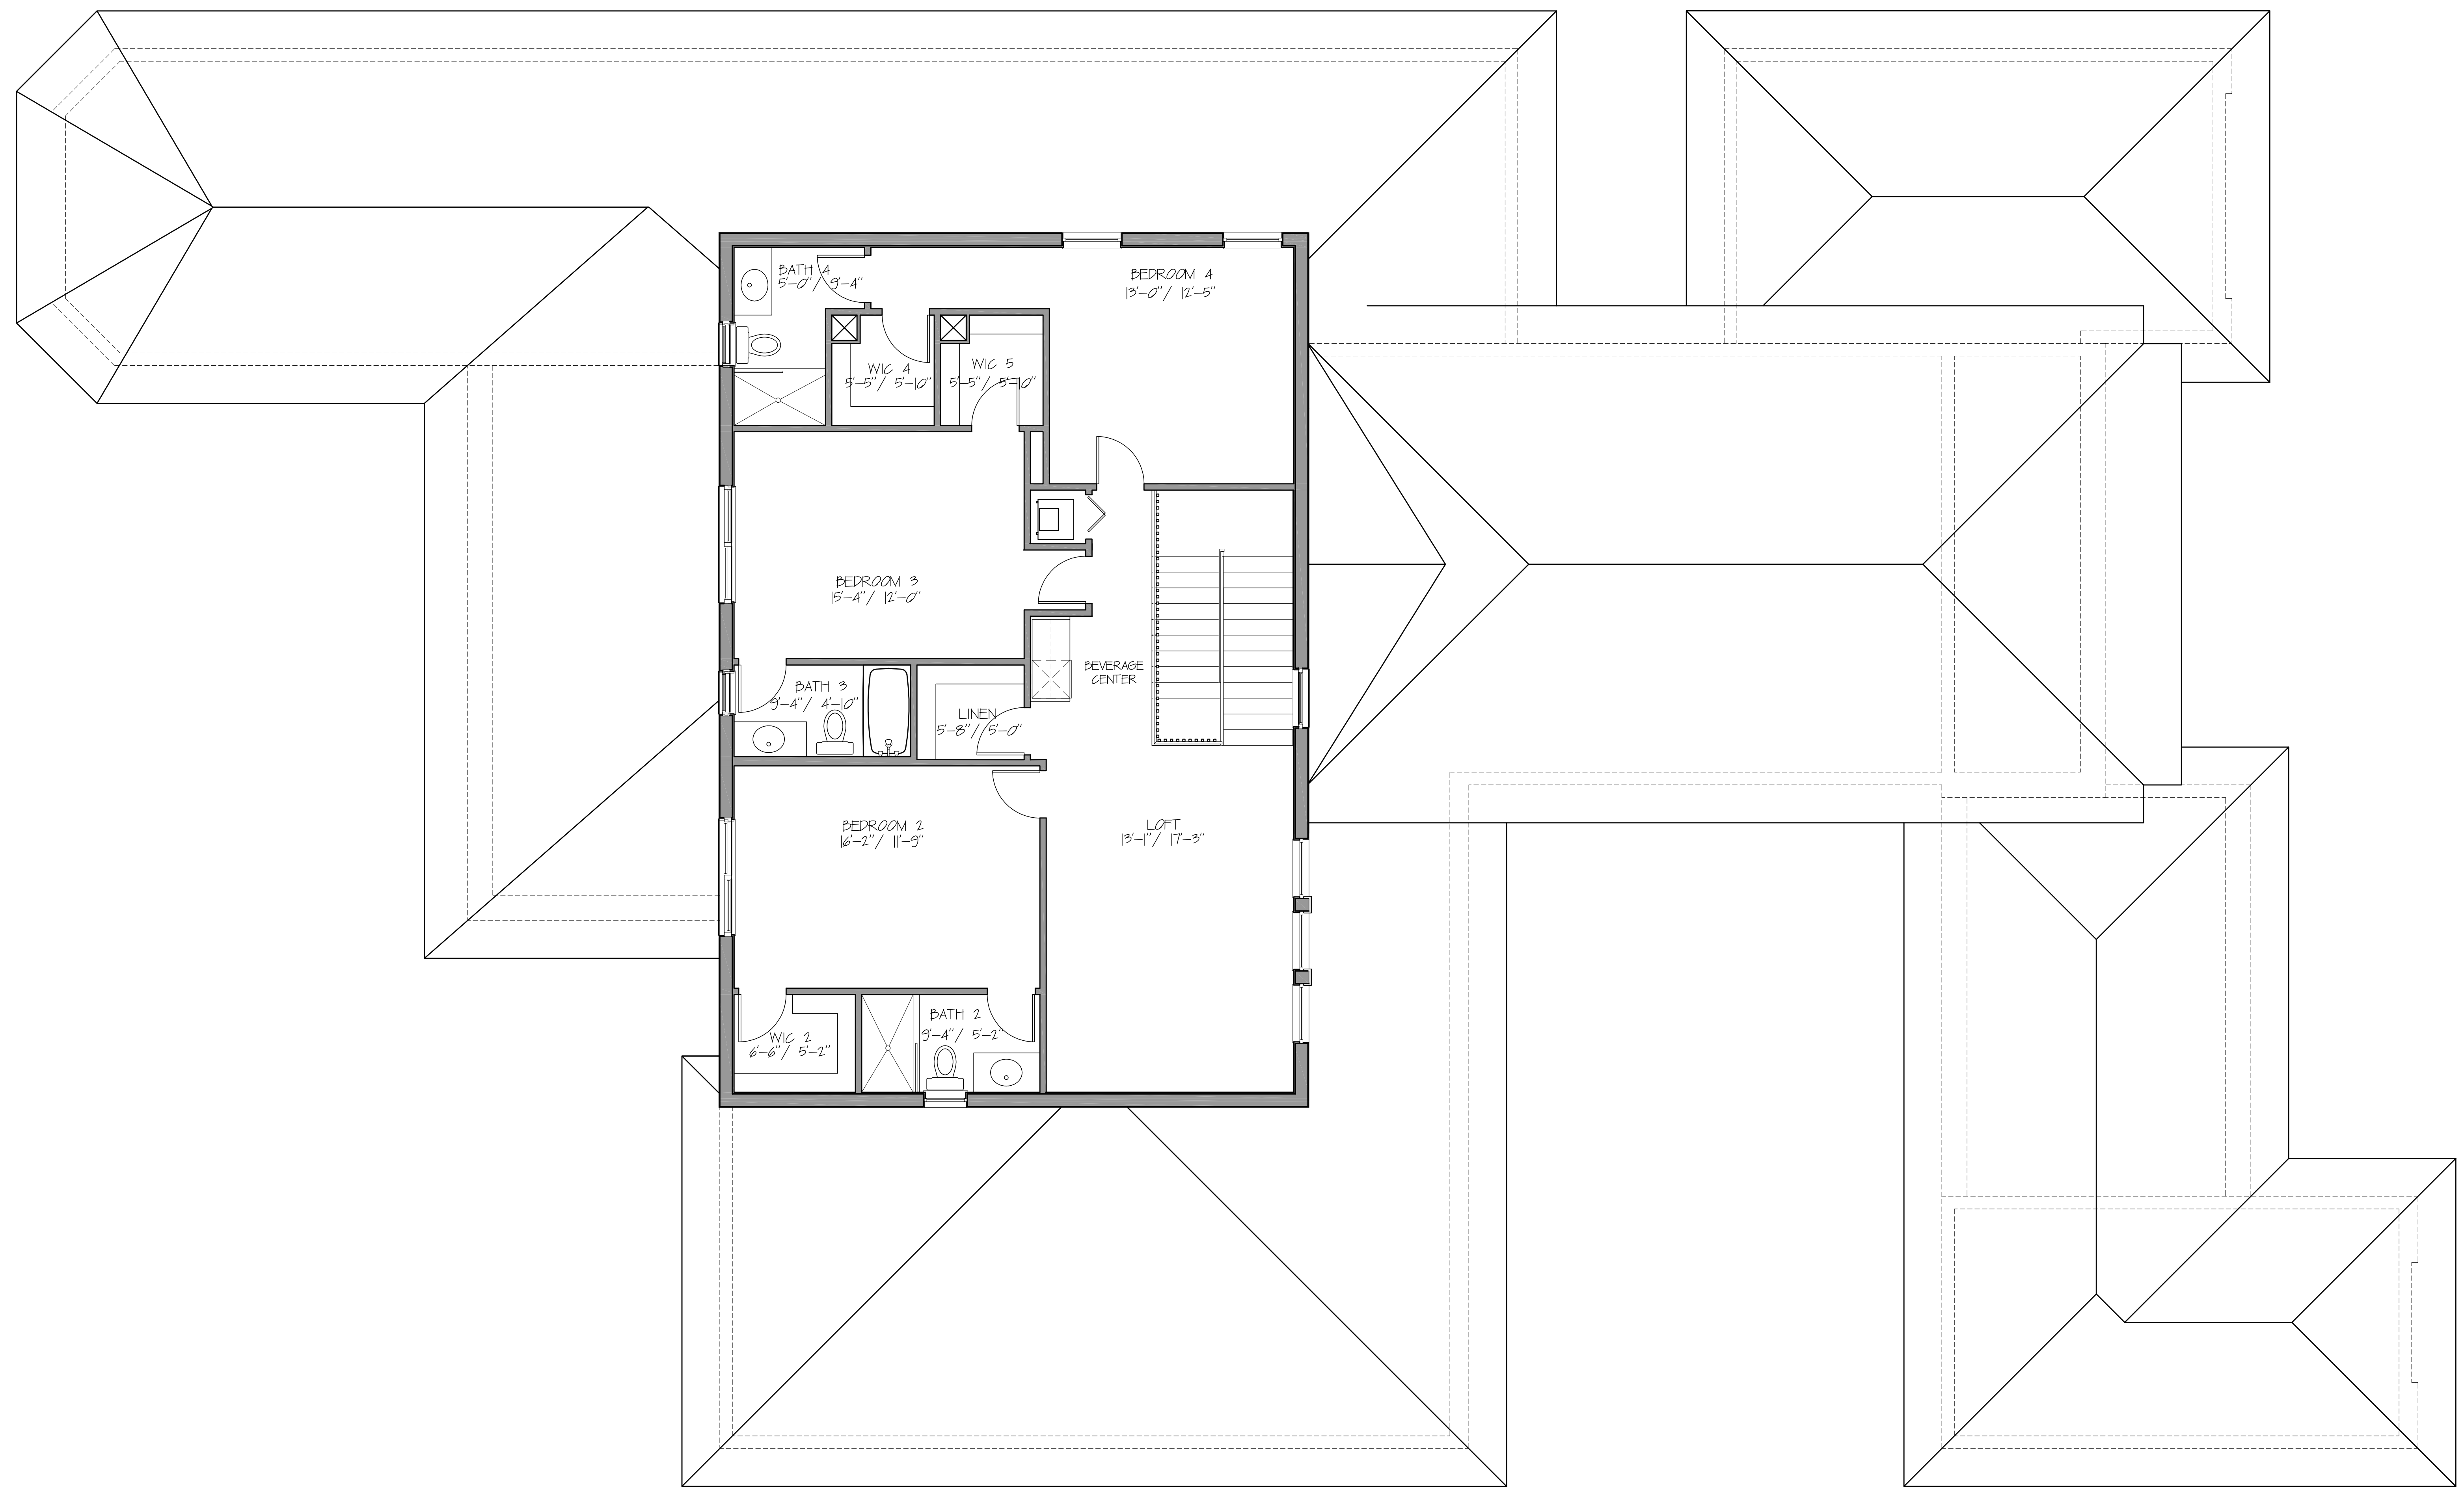 BATH 4
5'-0"/ 9'-4"
BEDROOM 4
13'-0"/ 12'-5"
WIC 4
5'-5"/ 5'-10"
WIC 5
5'-5"/ 5'-10"
BEDROOM 3
15'-4"/ 12'-0"
BEVERAGE
CENTER
BATH 3
9'-4"/ 4'-10"
LINEN
5'-8"/ 5'-0"
BEDROOM 2
16'-2"/ 11'-9"
LOFT
13'-1"/ 17'-3"
WIC 2
6'-6"/ 5'-2"
BATH 2
9'-4"/ 5'-2"